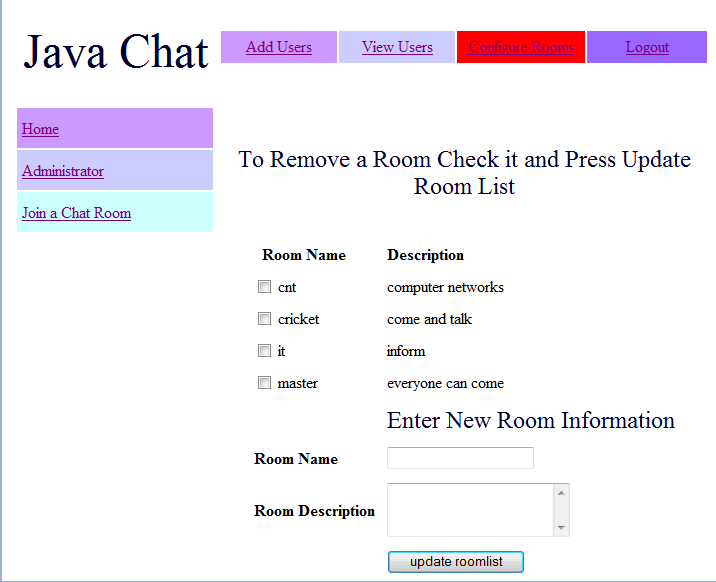 Java Chat
Add Users
View Users
Configure Rooms
Logout
Home
Administrator
Join a Chat Room
To Remove a Room Check it and Press Update
Room List
Room Name Description
cnt computer networks
cricket come and talk
it inform
master everyone can come
Enter New Room Information
Room Name
Room Description
update roomlist